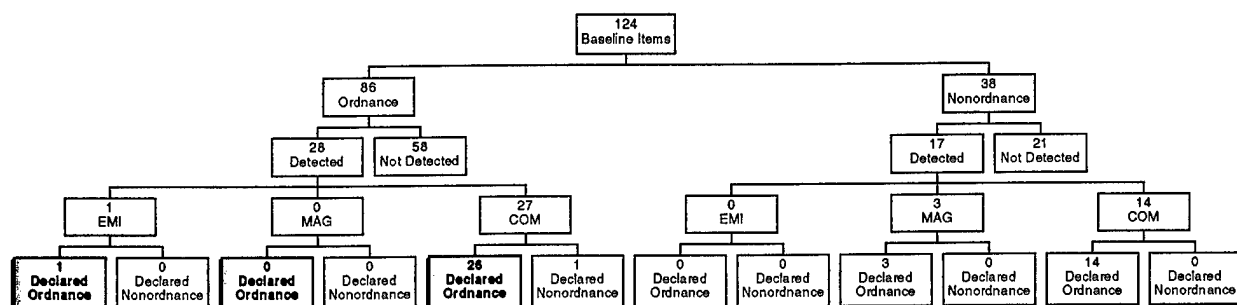 124
Baseline Items
86
Ordnance
38
Nonordnance
28
Detected
58
Not Detected
17
Detected
21
Not Detected
1
EMI
0
MAG
27
COM
0
EMI
3
MAG
14
COM
1
Declared
Ordnance
0
Declared
Nonordnance
0
Declared
Ordnance
0
Declared
Nonordnance
26
Declared
Ordnance
1
Declared
Nonordnance
0
Declared
Ordnance
0
Declared
Nonordnance
3
Declared
Ordnance
0
Declared
Nonordnance
14
Declared
Ordnance
0
Declared
Nonordnance